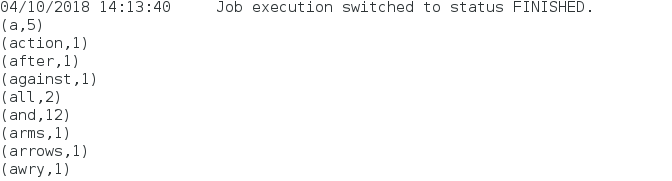 04/10/2018 14:13:40     Job execution switched to status FINISHED.
(a,5)
(action,1)
(after,1)
(against,1)
(all,2)
(and,12)
(arms,1)
(arrows,1)
(awry,1)